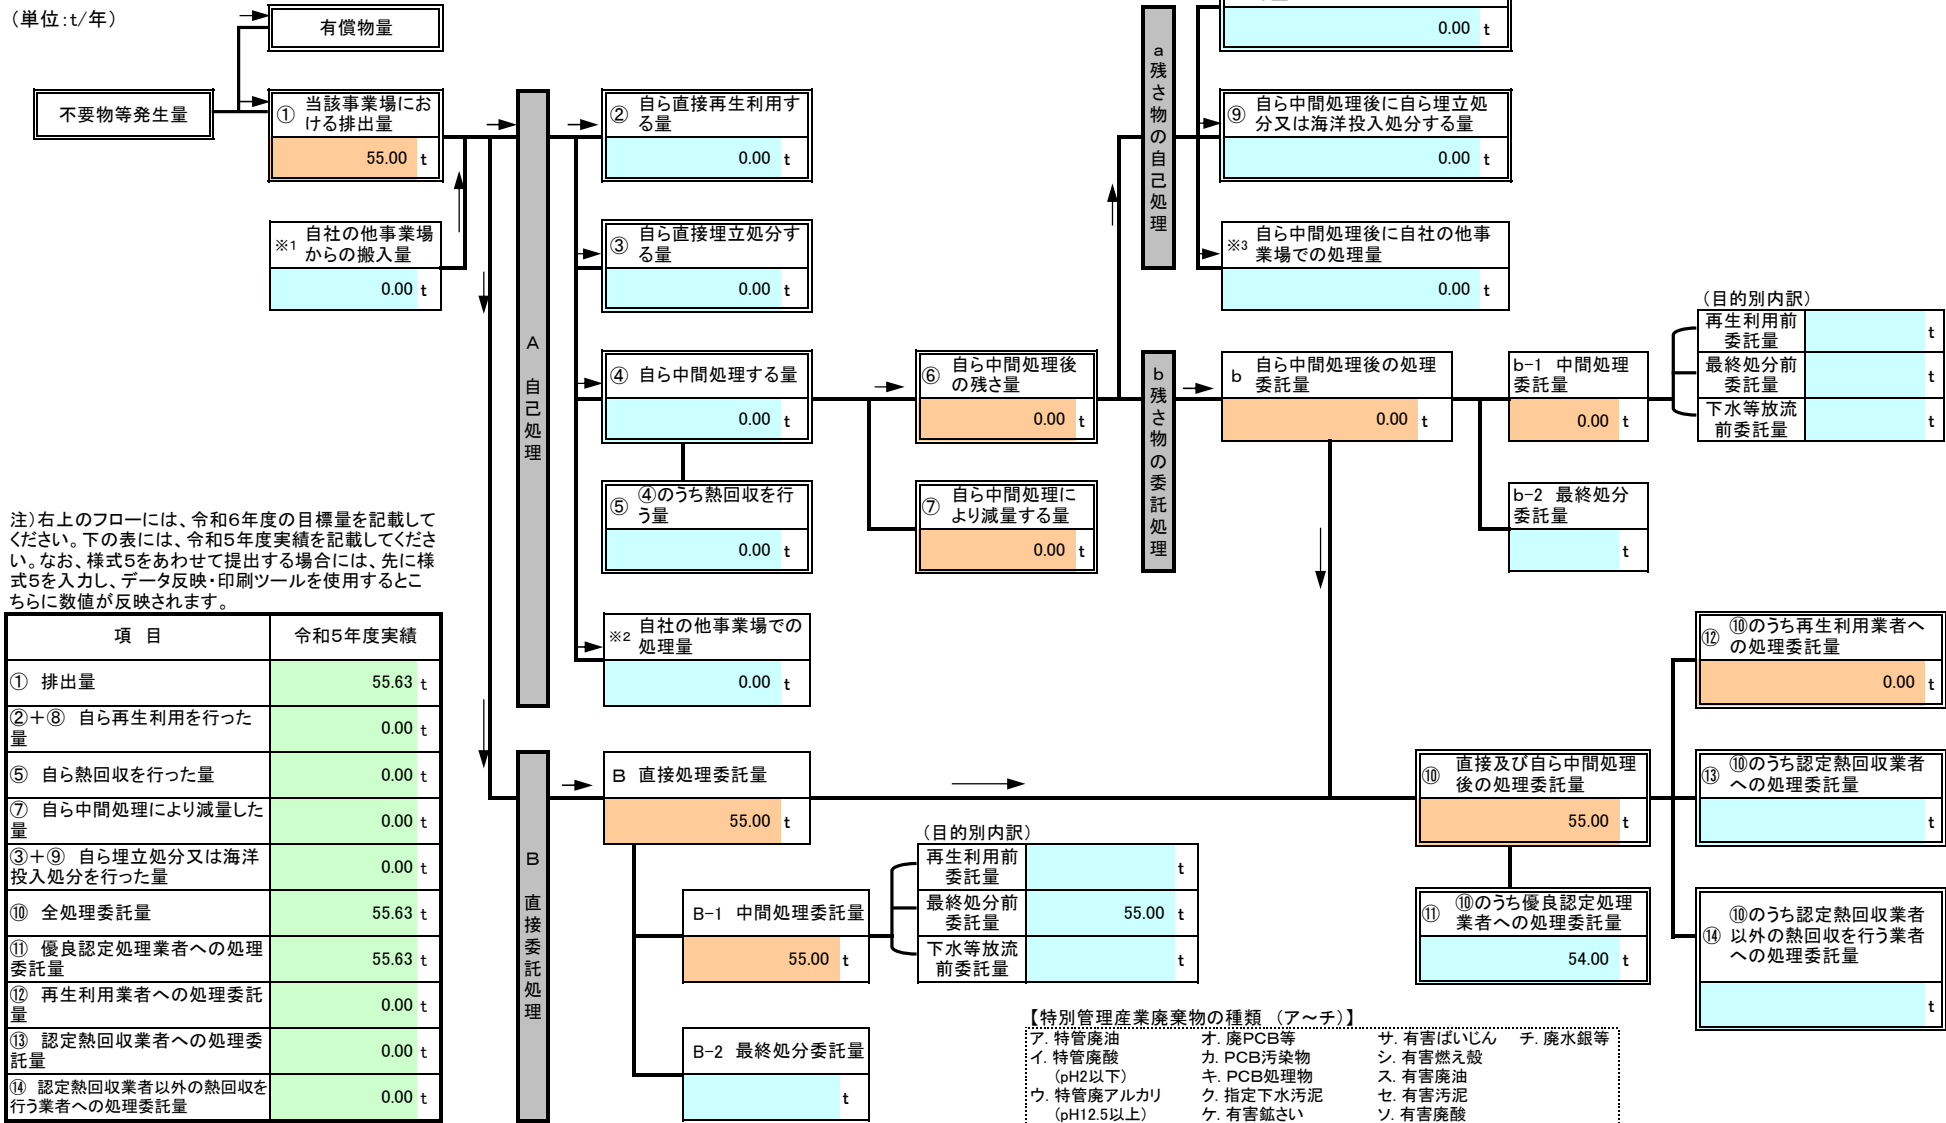 （単位:t/年）
有償物量
不要物等発生量
① 当該事業場にお
ける排出量
55.00 t
※1 自社の他事業場
からの搬入量
0.00 t
A
自己処理
② 自ら直接再生利用す
る量
0.00 t
③ 自ら直接埋立処分す
る量
0.00 t
④ 自ら中間処理する量
0.00 t
⑤ ④のうち熱回収を行
う量
0.00 t
※2 自社の他事業場での
処理量
0.00 t
⑥ 自ら中間処理後
の残さ量
0.00 t
⑦ 自ら中間処理に
より減量する量
0.00 t
a残さ物の自己処理
0.00 t
⑨ 自ら中間処理後に自ら埋立処
分又は海洋投入処分する量
0.00 t
※3 自ら中間処理後に自社の他事
業場での処理量
0.00 t
b残さ物の委託処理
b 自ら中間処理後の処理
委託量
0.00 t
b-1 中間処理
委託量
0.00 t
b-2 最終処分
委託量
t
（目的別内訳）
再生利用前
委託量 t
最終処分前
委託量 t
下水等放流
前委託量 t
注）右上のフローには、令和６年度の目標量を記載して
ください。下の表には、令和５年度実績を記載してくださ
い。なお、様式５をあわせて提出する場合には、先に様
式５を入力し、データ反映・印刷ツールを使用するとこ
ちらに数値が反映されます。
項 目 令和５年度実績
① 排出量 55.63 t
②＋⑧ 自ら再生利用を行った
量 0.00 t
⑤ 自ら熱回収を行った量 0.00 t
⑦ 自ら中間処理により減量した
量 0.00 t
③＋⑨ 自ら埋立処分又は海洋
投入処分を行った量 0.00 t
⑩ 全処理委託量 55.63 t
⑪ 優良認定処理業者への処理
委託量 55.63 t
⑫ 再生利用業者への処理委託
量 0.00 t
⑬ 認定熱回収業者への処理委
託量 0.00 t
⑭ 認定熱回収業者以外の熱回収を
行う業者への処理委託量 0.00 t
B
直接委託処理
B 直接処理委託量
55.00 t
B-1 中間処理委託量
55.00 t
B-2 最終処分委託量
t
（目的別内訳）
再生利用前
委託量 t
最終処分前
委託量 55.00 t
下水等放流
前委託量 t
⑩ 直接及び自ら中間処理
後の処理委託量
55.00 t
⑪ ⑩のうち優良認定処理
業者への処理委託量
54.00 t
⑫ ⑩のうち再生利用業者へ
の処理委託量
0.00 t
⑬ ⑩のうち認定熱回収業者
への処理委託量
t
⑭ ⑩のうち認定熱回収業者
以外の熱回収を行う業者
への処理委託量
t
【特別管理産業廃棄物の種類 （ア～チ）】
ア. 特管廃油 オ. 廃PCB等 サ. 有害ばいじん チ. 廃水銀等
イ. 特管廃酸 カ. PCB汚染物 シ. 有害燃え殻
（pH2以下） キ. PCB処理物 ス. 有害廃油
ウ. 特管廃アルカリ ク. 指定下水汚泥 セ. 有害汚泥
（pH12.5以上） ケ. 有害鉱さい ソ. 有害廃酸